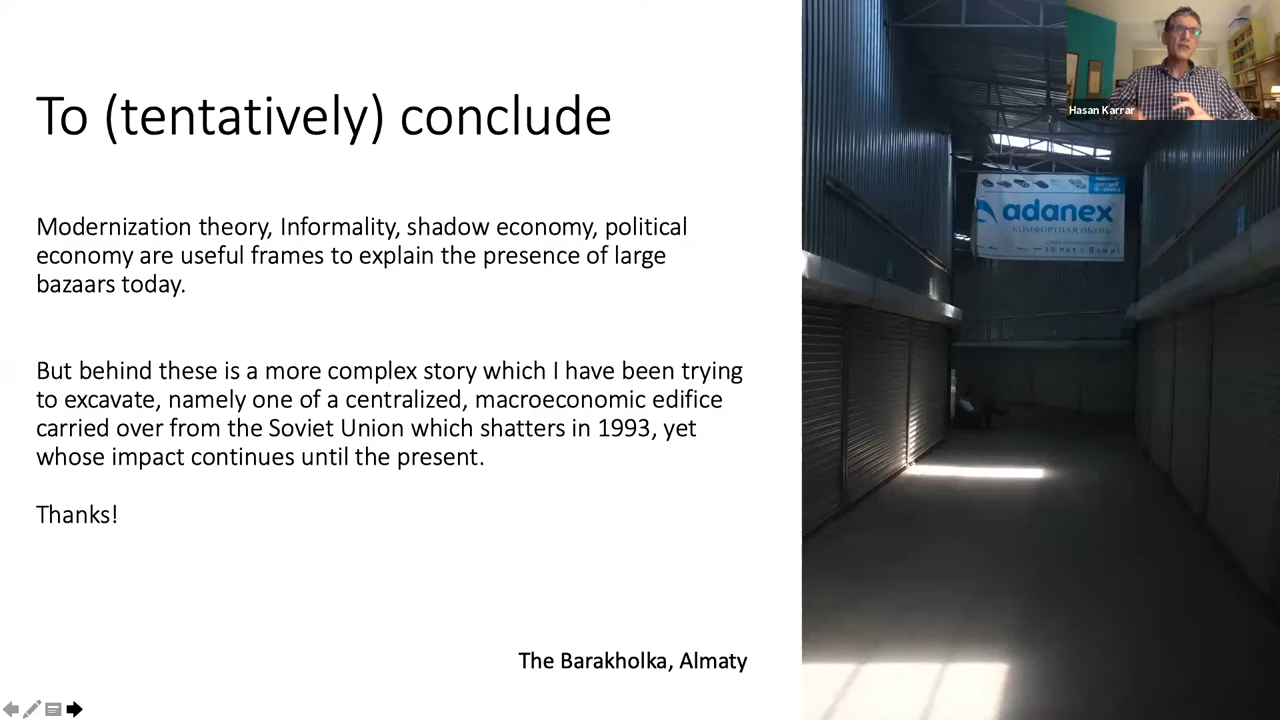 To (tentatively) conclude
Modernization theory, Informality, shadow economy, political
economy are useful frames to explain the presence of large
bazaars today.
But behind these is a more complex story which I have been trying
to excavate, namely one of a centralized, macroeconomic edifice
carried over from the Soviet Union which shatters in 1993, yet
whose impact continues until the present.
Thanks!
The Barakholka, Almaty
Hasan Karrar
adanex
КОМФОРТНАЯ ОБУВЬ